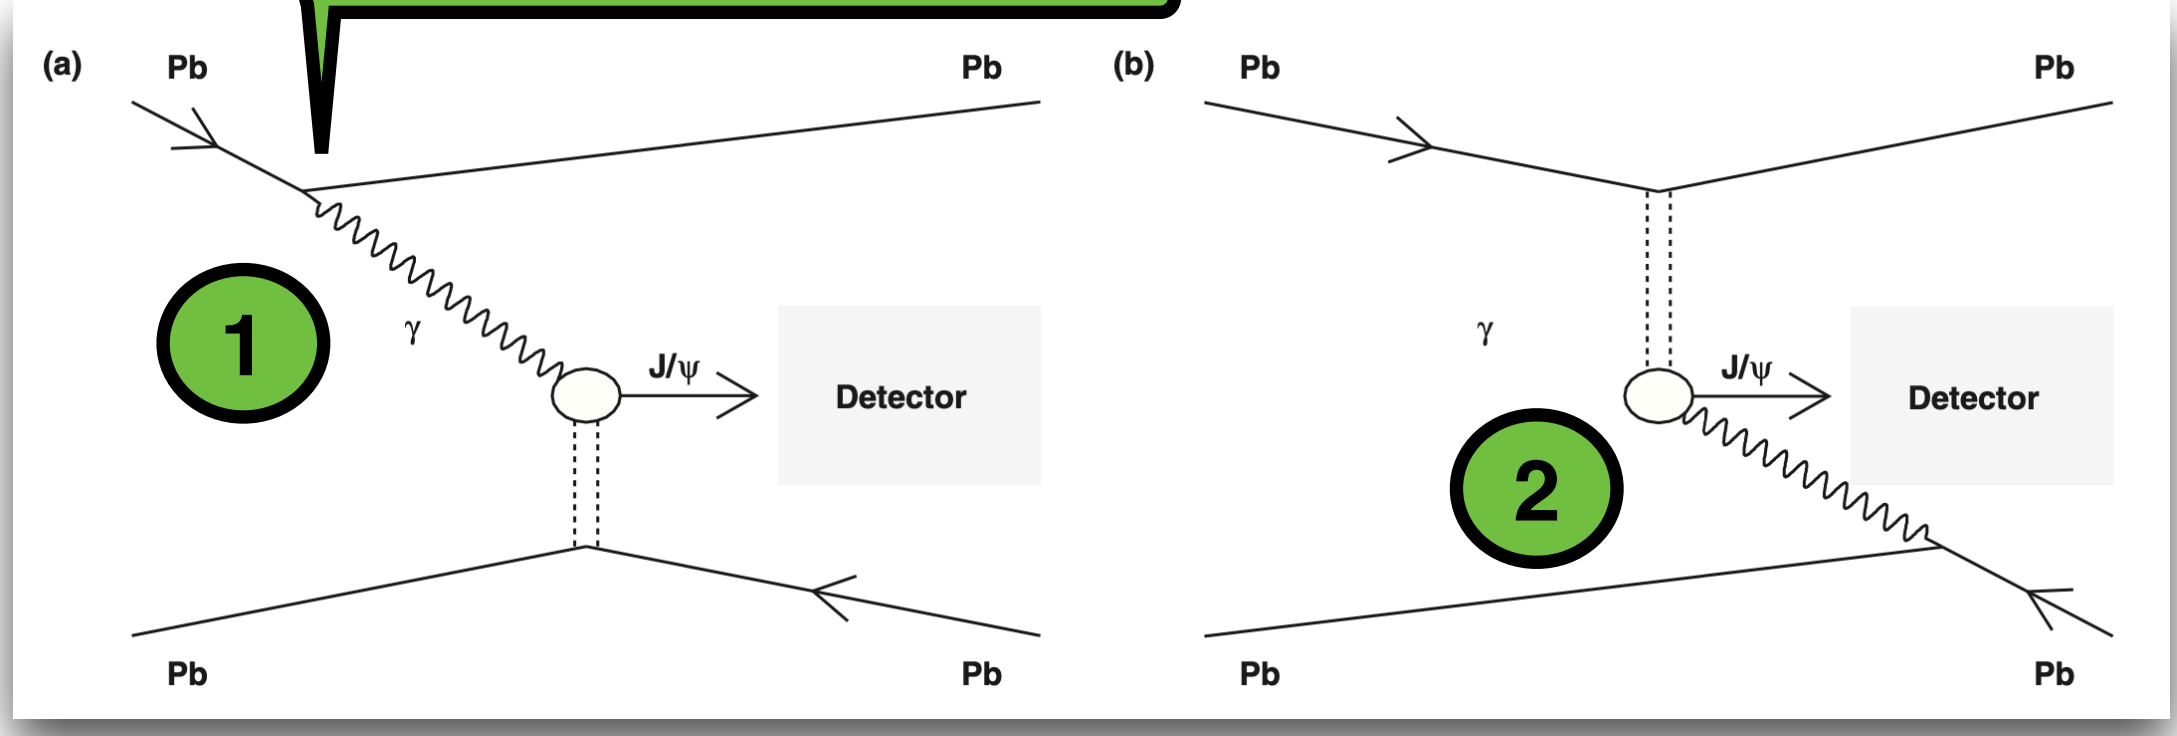 (a)
Pb
Pb
1
γ
J/ψ
Detector
Pb
Pb
(b)
Pb
Pb
γ
J/ψ
Detector
2
Pb
Pb